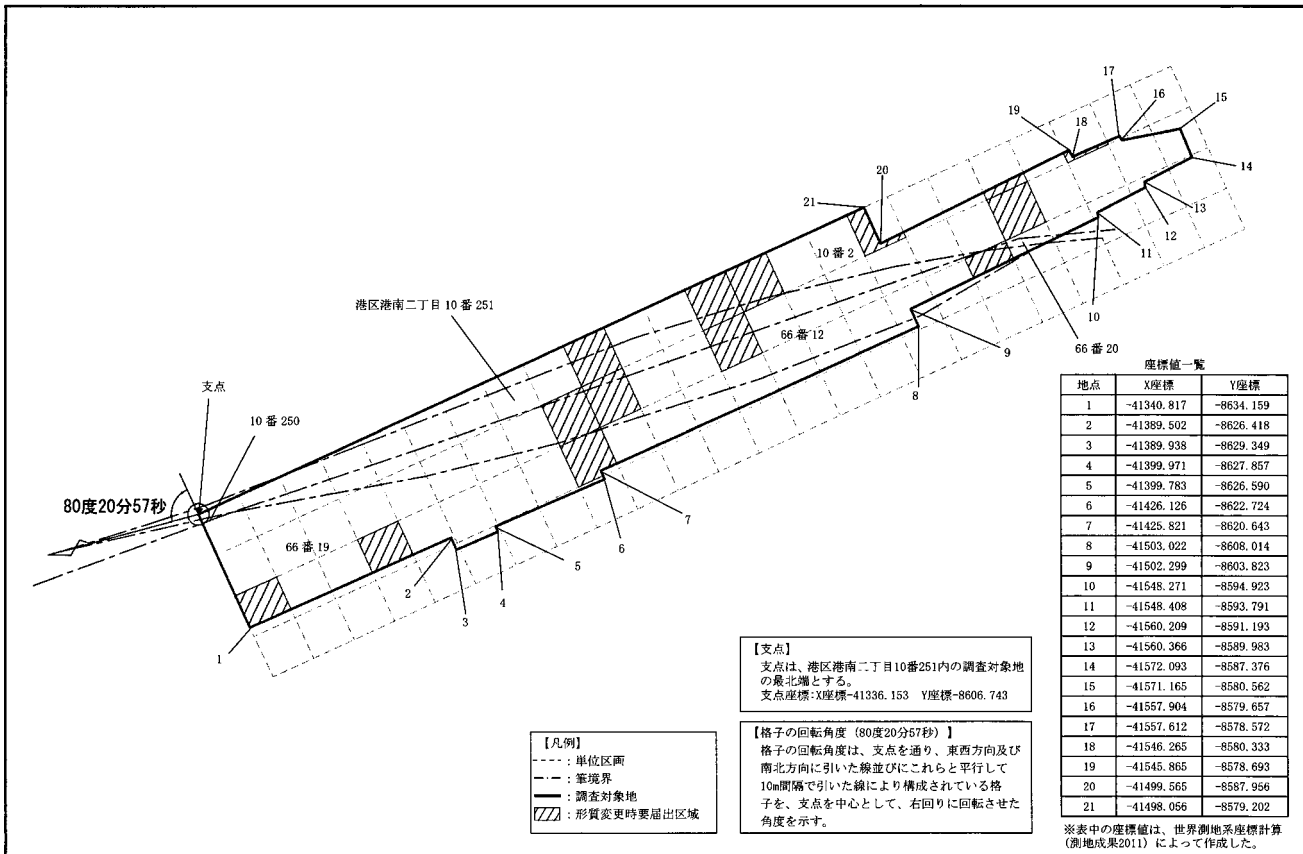 17
16
15
19
18
14
20
21
13
12
11
10番2
10
港区港南二丁目10番251
66番12
66番20
9
8
支点
10番250
80度20分57秒
7
66番19
6
5
4
2
3
1
座標値一覧
地点 X座標 Y座標
1 -41340.817 -8634.159
2 -41389.502 -8626.418
3 -41389.938 -8629.349
4 -41399.971 -8627.857
5 -41399.783 -8626.590
6 -41426.126 -8622.724
7 -41425.821 -8620.643
8 -41503.022 -8608.014
9 -41502.299 -8603.823
10 -41548.271 -8594.923
11 -41548.408 -8593.791
12 -41560.209 -8591.193
13 -41560.366 -8589.983
14 -41572.093 -8587.376
15 -41571.165 -8580.562
16 -41557.904 -8579.657
17 -41557.612 -8578.572
18 -41546.265 -8580.333
19 -41545.865 -8578.693
20 -41499.565 -8587.956
21 -41498.056 -8579.202
※表中の座標値は、世界測地系座標計算
(測地成果2011)によって作成した。
【支点】
支点は、港区港南二丁目10番251内の調査対象地
の最北端とする。
支点座標:X座標-41336.153 Y座標-8606.743
【格子の回転角度(80度20分57秒)】
格子の回転角度は、支点を通り、東西方向及び
南北方向に引いた線並びにこれらと平行して
10m間隔で引いた線により構成されている格
子を、支点を中心として、右回りに回転させた
角度を示す。
【凡例】
:単位区画
:筆境界
:調査対象地
:形質変更時要届出区域